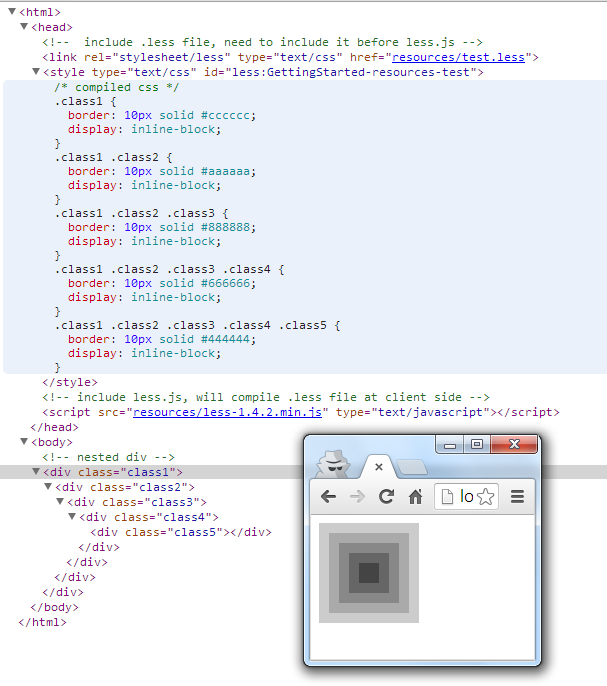 <html>
<head>
<!--  include .less file, need to include it before less.js -->
<link rel="stylesheet/less" type="text/css" href="resources/test.less">
<style type="text/css" id="less:GettingStarted-resources-test">
/* compiled css */
.class1 {
border: 10px solid #cccccc;
display: inline-block;
}
.class1 .class2 {
border: 10px solid #aaaaaa;
display: inline-block;
}
.class1 .class2 .class3 {
border: 10px solid #888888;
display: inline-block;
}
.class1 .class2 .class3 .class4 {
border: 10px solid #666666;
display: inline-block;
}
.class1 .class2 .class3 .class4 .class5 {
border: 10px solid #444444;
display: inline-block;
}
</style>
<!-- include less.js, will compile .less file at client side -->
<script src="resources/less-1.4.2.min.js" type="text/javascript"></script>
</head>
<body>
<!-- nested div -->
<div class="class1">
<div class="class2">
<div class="class3">
<div class="class4">
<div class="class5"></div>
</div>
</div>
</div>
</div>
</body>
</html>
lo